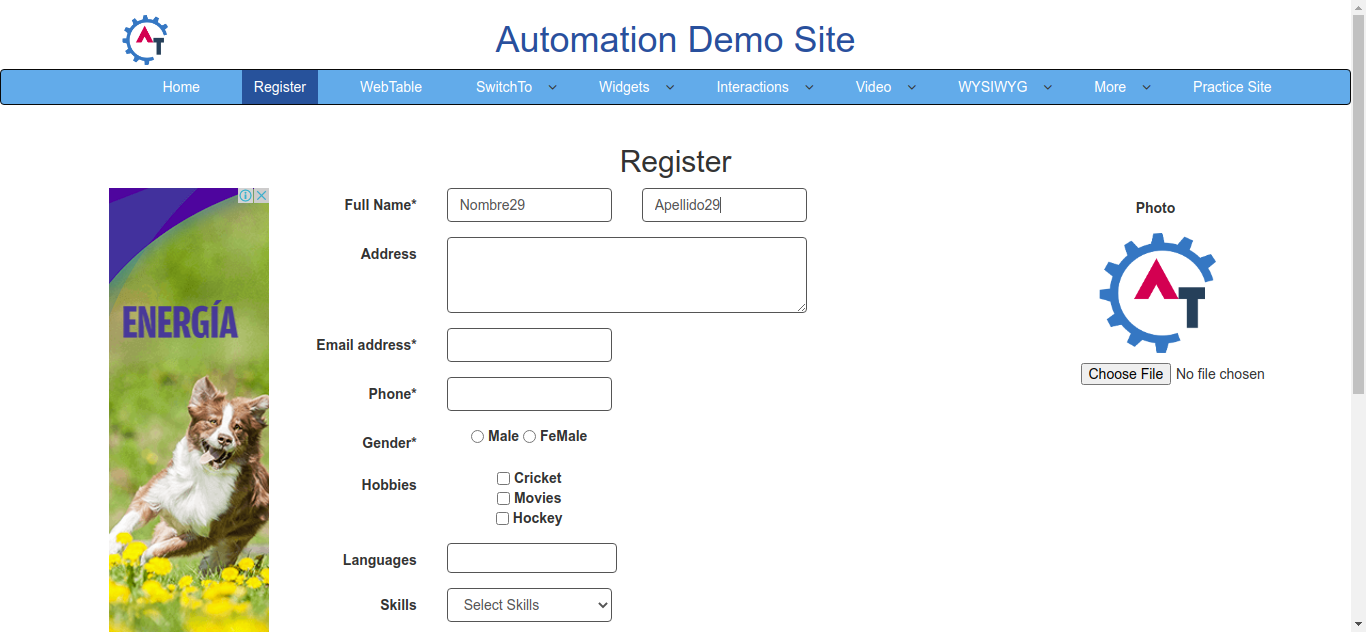 AT
Automation Demo Site
Home Register WebTable SwitchTo Widgets Interactions Video WYSIWYG More Practice Site
Register
ENERGÍA
Full Name* Nombre29 Apellido29
Address
Email address*
Phone*
Gender* Male FeMale
Hobbies Cricket
Movies
Hockey
Languages
Skills Select Skills
Photo
AT
Choose File No file chosen